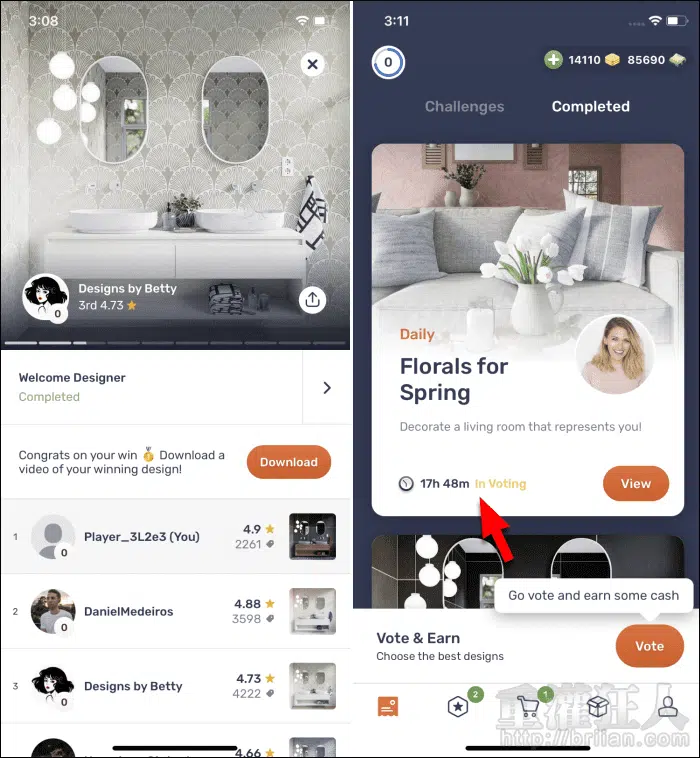 3:08
Designs by Betty
3rd 4.73
0
Welcome Designer
Completed
Congrats on your win 🥇 Download a
video of your winning design!
Download
1
0
Player_3L2e3 (You)
4.9
2261
2
0
DanielMedeiros
4.88
3598
3
0
Designs by Betty
4.73
4222
4.66
3:11
0
14110
85690
Challenges
Completed
Daily
Florals for
Spring
Decorate a living room that represents you!
17h 48m In Voting
View
Go vote and earn some cash
Vote & Earn
Choose the best designs
Vote
2
1
重灌狂人
http://briian.com